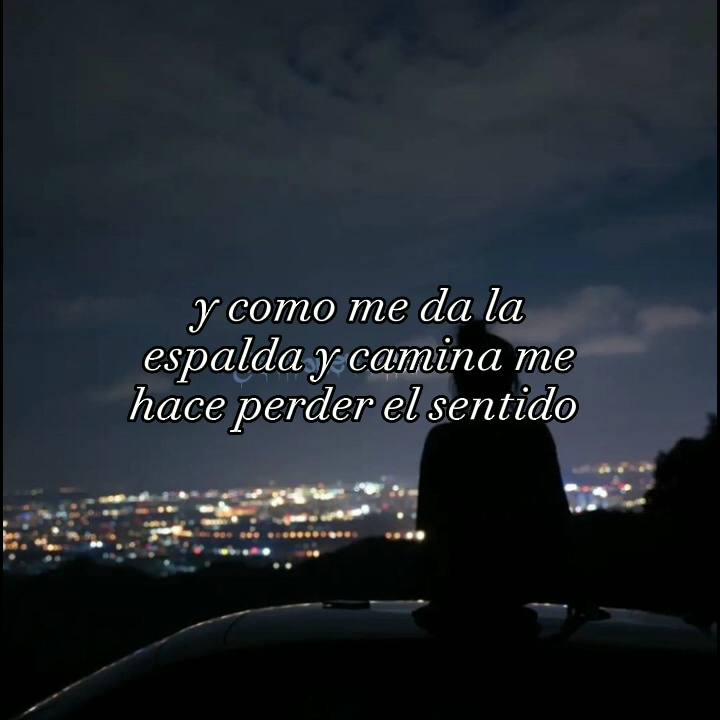 y como me da la
espalda y camina me
hace perder el sentido